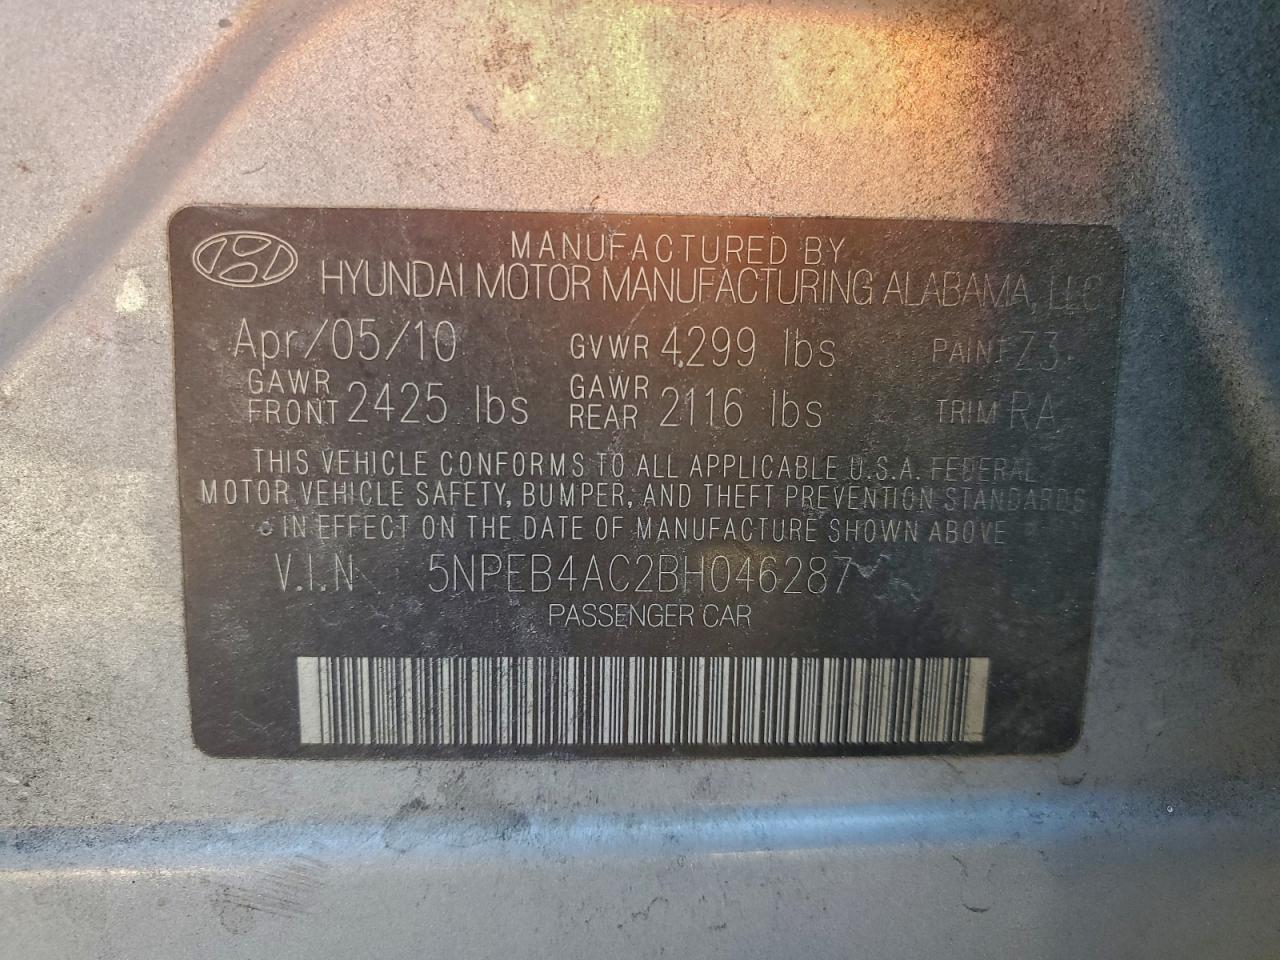 MANUFACTURED BY
HYUNDAI MOTOR MANUFACTURING ALABAMA, LLC
Apr/05/10 GVWR 4299 lbs PAINT Z3
GAWR FRONT 2425 lbs GAWR REAR 2116 lbs TRIM RA
THIS VEHICLE CONFORMS TO ALL APPLICABLE U.S.A. FEDERAL
MOTOR VEHICLE SAFETY, BUMPER, AND THEFT PREVENTION STANDARDS
IN EFFECT ON THE DATE OF MANUFACTURE SHOWN ABOVE
V.I.N 5NPEB4AC2BH046287
PASSENGER CAR